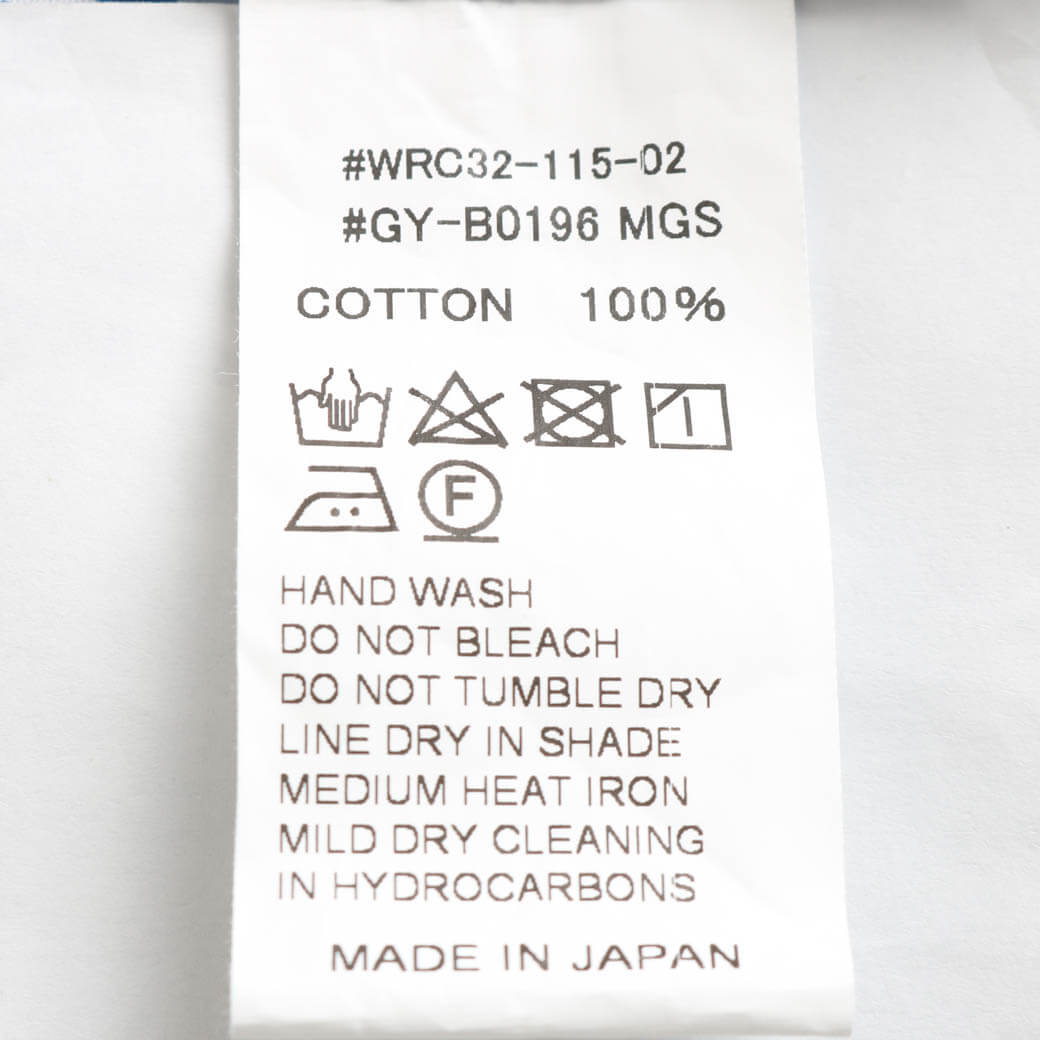 #WRC32-115-02
#GY-B0196 MGS
COTTON 100%
F
HAND WASH
DO NOT BLEACH
DO NOT TUMBLE DRY
LINE DRY IN SHADE
MEDIUM HEAT IRON
MILD DRY CLEANING
IN HYDROCARBONS
MADE IN JAPAN